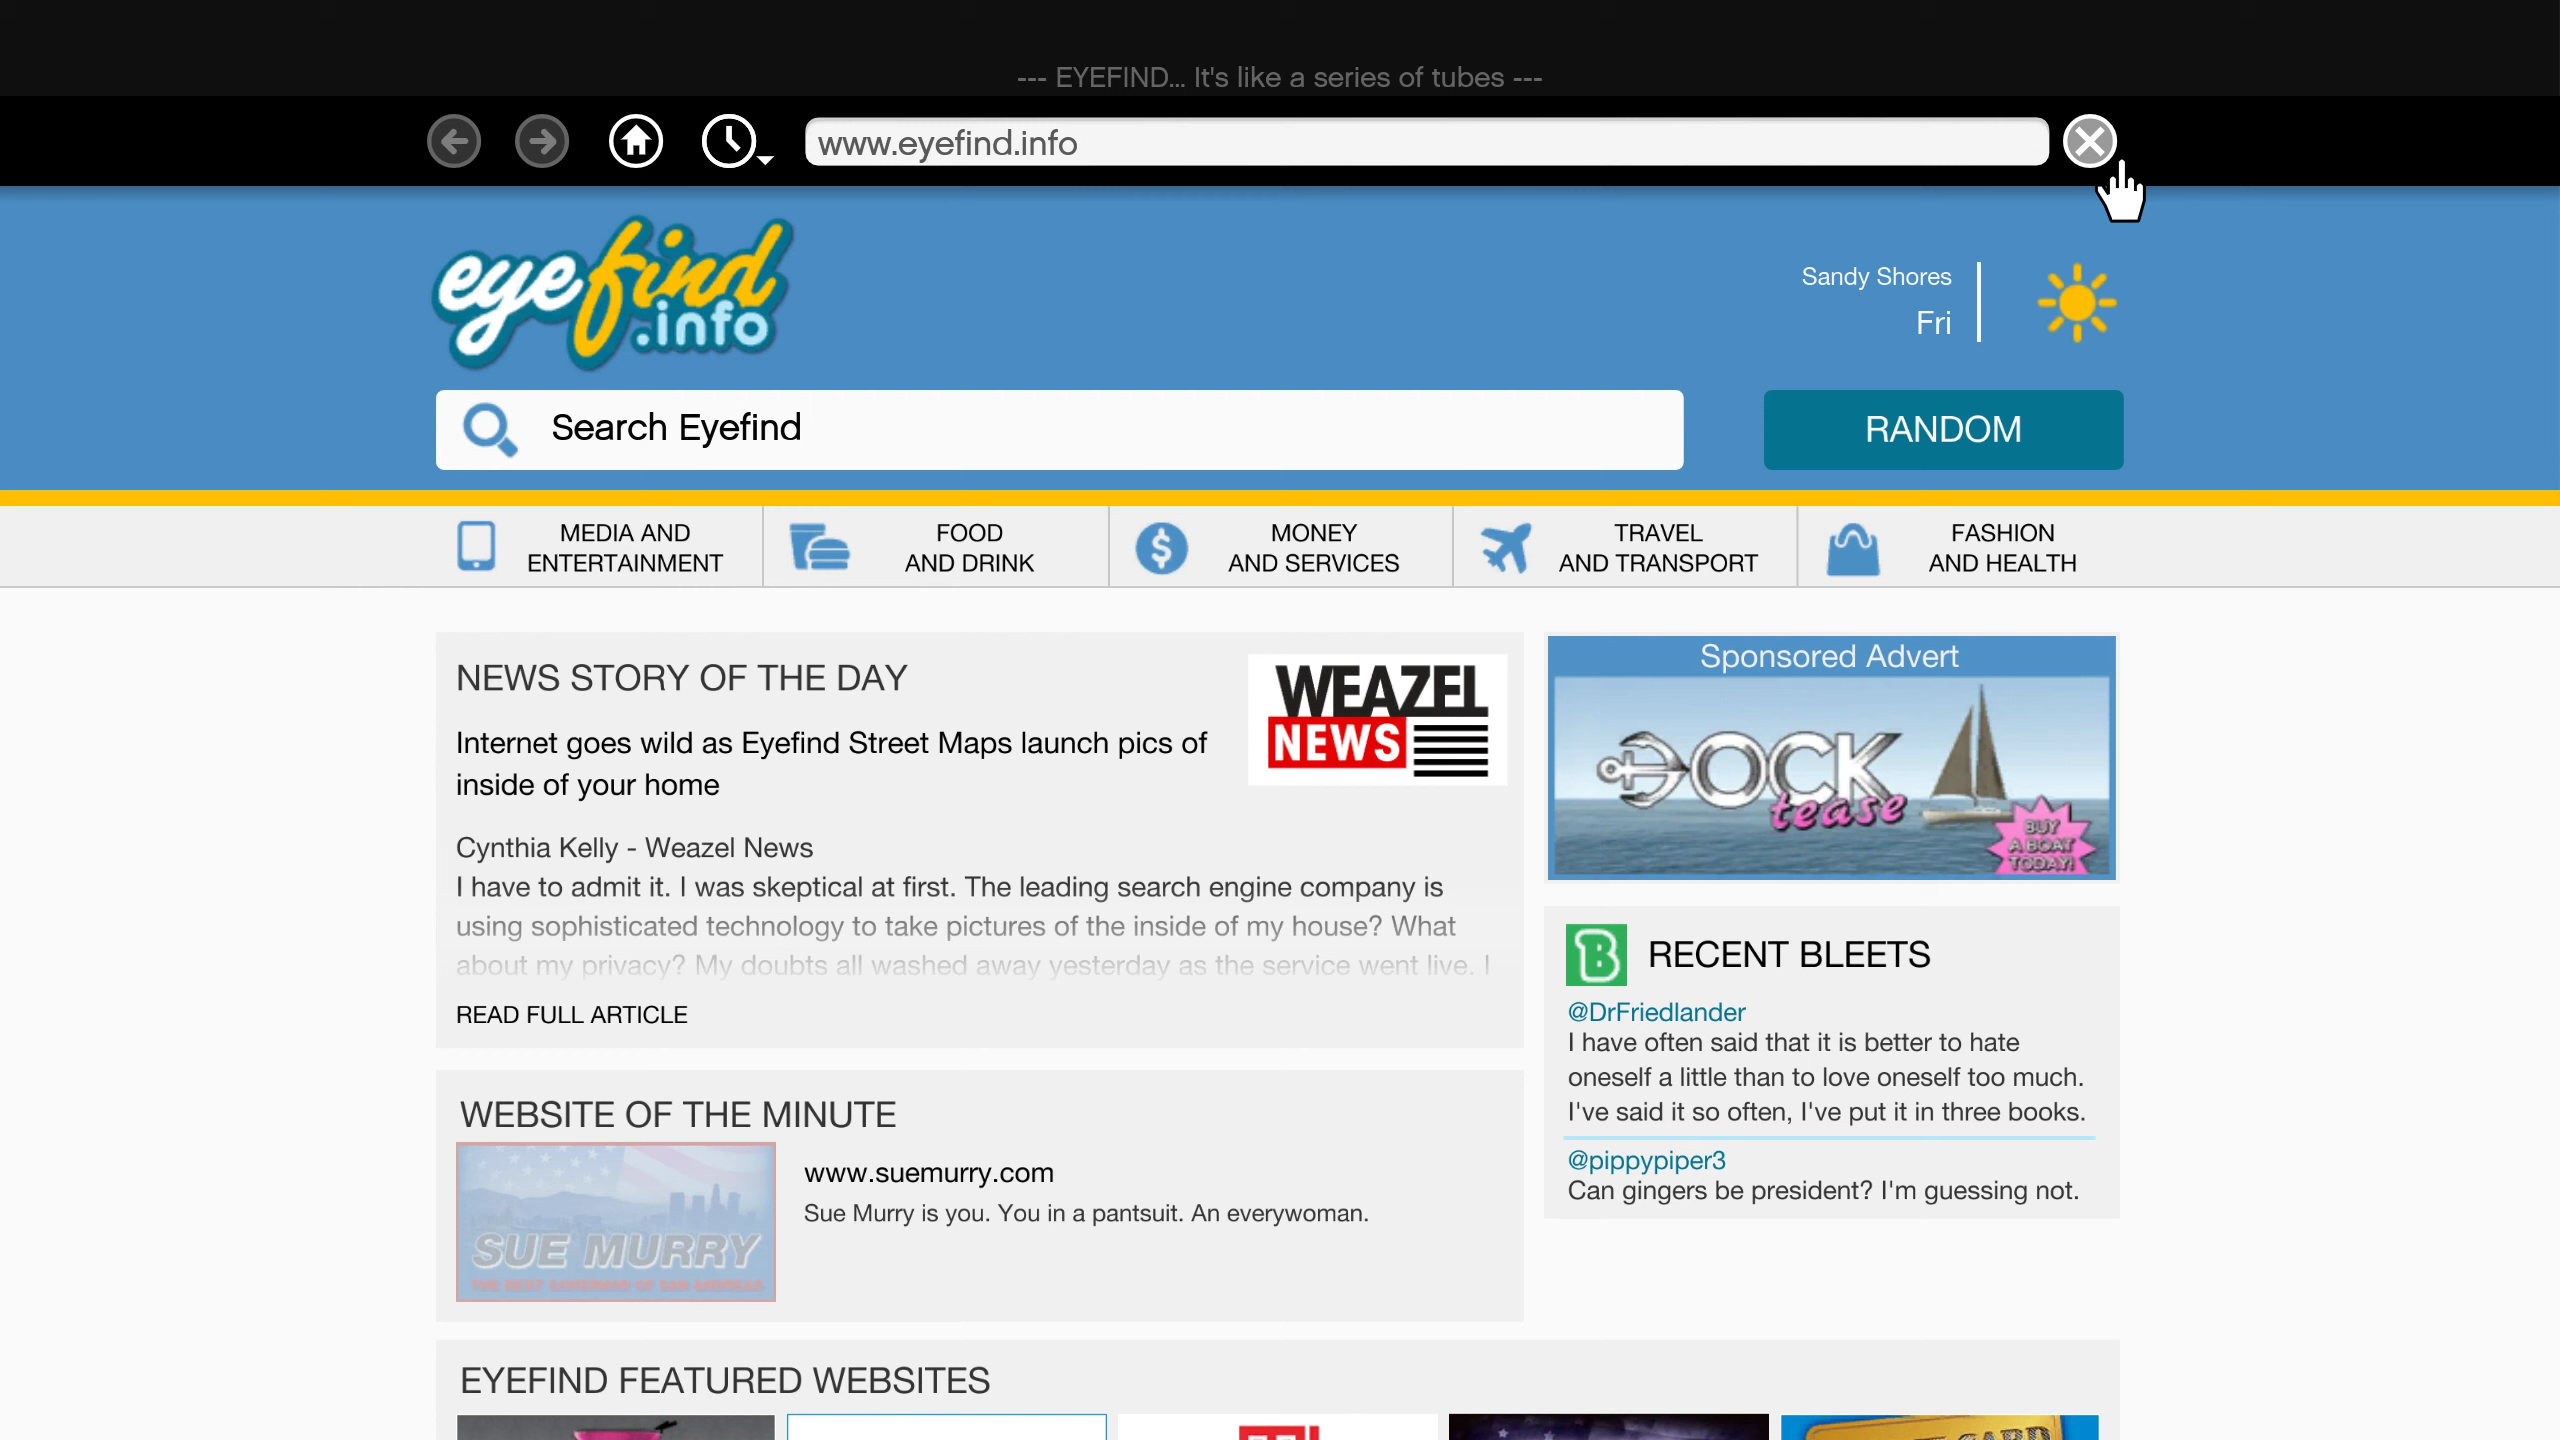 --- EYEFIND... It's like a series of tubes ---
www.eyefind.info
eyefind
.info
Sandy Shores
Fri
Search Eyefind
RANDOM
MEDIA AND
ENTERTAINMENT
FOOD
AND DRINK
MONEY
AND SERVICES
TRAVEL
AND TRANSPORT
FASHION
AND HEALTH
NEWS STORY OF THE DAY
WEAZEL
NEWS
Internet goes wild as Eyefind Street Maps launch pics of
inside of your home
Cynthia Kelly - Weazel News
I have to admit it. I was skeptical at first. The leading search engine company is
using sophisticated technology to take pictures of the inside of my house? What
about my privacy? My doubts all washed away yesterday as the service went live. I
READ FULL ARTICLE
Sponsored Advert
DOCK
tease
BUY
A BOAT
TODAY!
B RECENT BLEETS
@DrFriedlander
I have often said that it is better to hate
oneself a little than to love oneself too much.
I've said it so often, I've put it in three books.
@pippypiper3
Can gingers be president? I'm guessing not.
WEBSITE OF THE MINUTE
SUE MURRY
THE NEXT GOVERNOR OF SAN ANDREAS
www.suemurry.com
Sue Murry is you. You in a pantsuit. An everywoman.
EYEFIND FEATURED WEBSITES
CARD